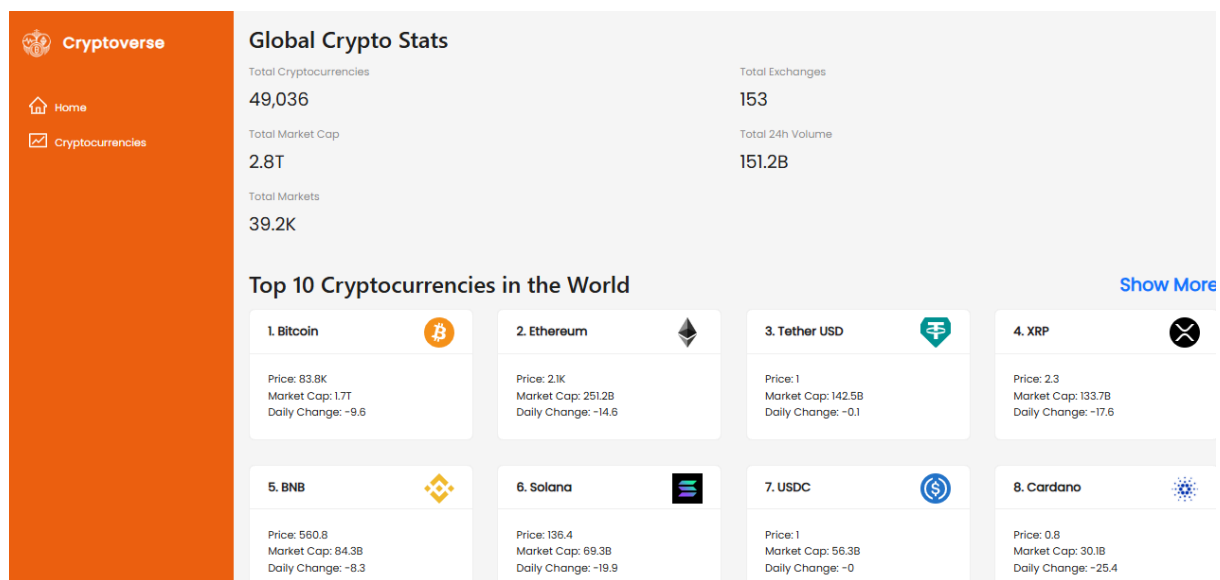 Cryptoverse
Home
Cryptocurrencies
Global Crypto Stats
Total Cryptocurrencies
49,036
Total Exchanges
153
Total Market Cap
2.8T
Total 24h Volume
151.2B
Total Markets
39.2K
Top 10 Cryptocurrencies in the World
Show More
1. Bitcoin
Price: 83.8K
Market Cap: 1.7T
Daily Change: -9.6
2. Ethereum
Price: 2.1K
Market Cap: 251.2B
Daily Change: -14.6
3. Tether USD
Price: 1
Market Cap: 142.5B
Daily Change: -0.1
4. XRP
Price: 2.3
Market Cap: 133.7B
Daily Change: -17.6
5. BNB
Price: 560.8
Market Cap: 84.3B
Daily Change: -8.3
6. Solana
Price: 136.4
Market Cap: 69.3B
Daily Change: -19.9
7. USDC
Price: 1
Market Cap: 56.3B
Daily Change: -0
8. Cardano
Price: 0.8
Market Cap: 30.1B
Daily Change: -25.4